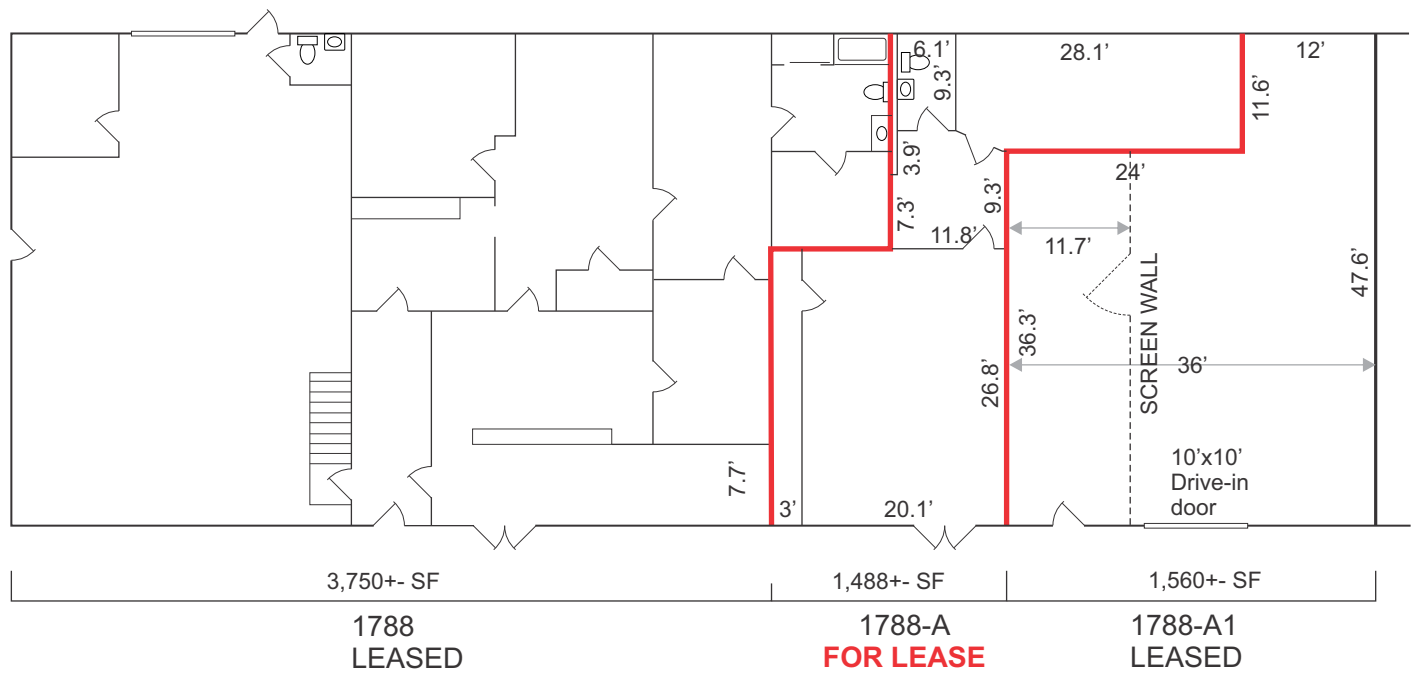 6.1’
28.1’
12’
9.3’
11.6’
3.9’
24’
9.3’
7.3’
11.8’
11.7’
47.6’
SCREEN WALL
36.3’
36’
26.8’
7.7’
10’x10’
Drive-in
door
3’
20.1’
3,750+- SF
1,488+- SF
1,560+- SF
1788
LEASED
1788-A
FOR LEASE
1788-A1
LEASED